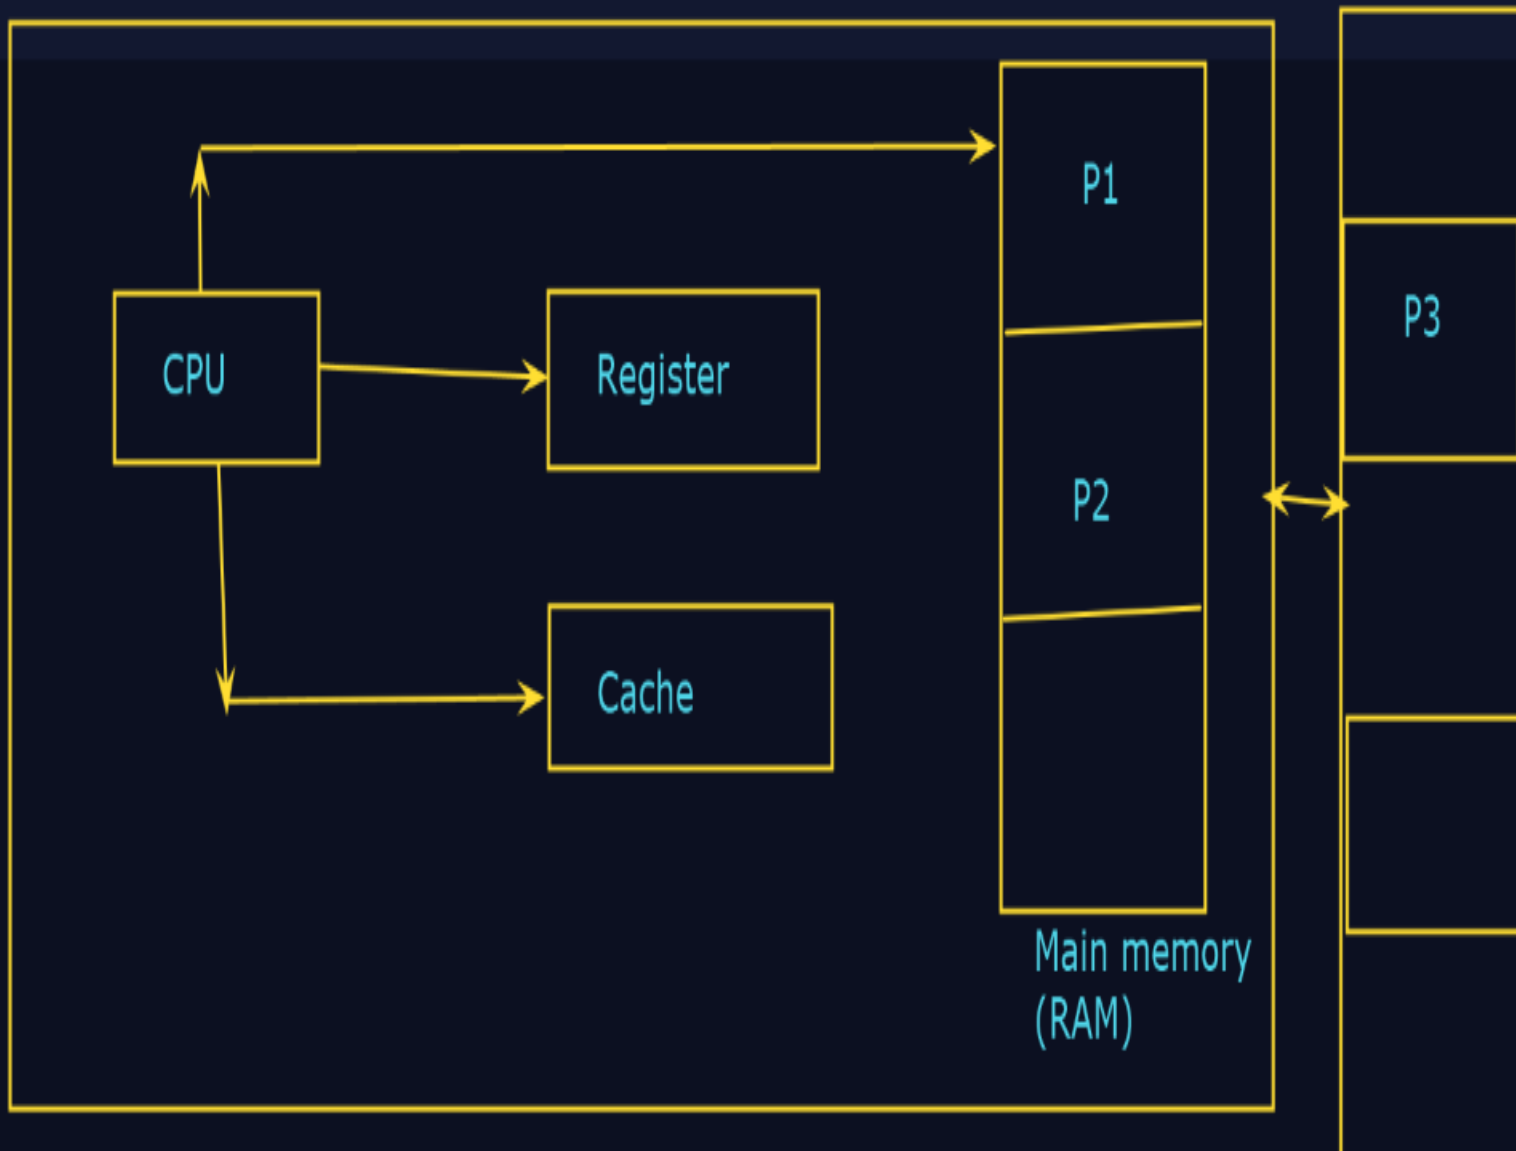 P1
P3
CPU
Register
P2
Cache
Main memory
(RAM)